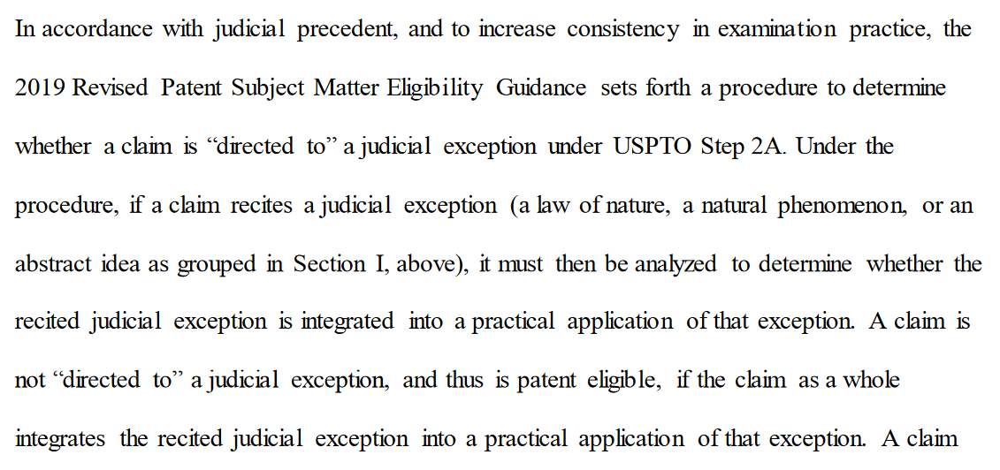 In accordance with judicial precedent, and to increase consistency in examination practice, the
2019 Revised Patent Subject Matter Eligibility Guidance sets forth a procedure to determine
whether a claim is “directed to” a judicial exception under USPTO Step 2A. Under the
procedure, if a claim recites a judicial exception (a law of nature, a natural phenomenon, or an
abstract idea as grouped in Section I, above), it must then be analyzed to determine whether the
recited judicial exception is integrated into a practical application of that exception. A claim is
not “directed to” a judicial exception, and thus is patent eligible, if the claim as a whole
integrates the recited judicial exception into a practical application of that exception. A claim